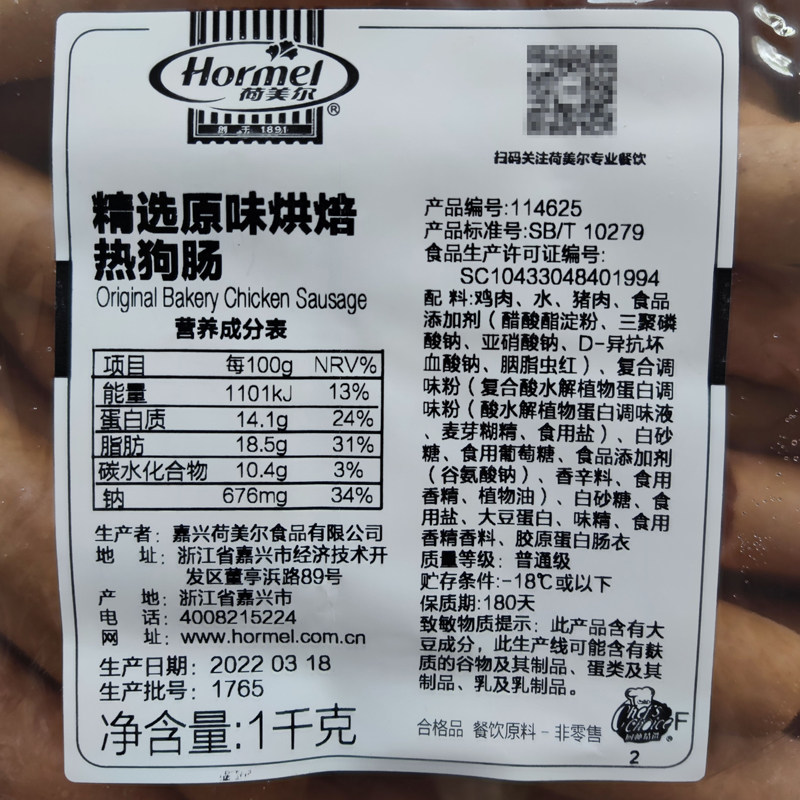 Hormel
荷美尔
®
创于1891
扫码关注荷美尔专业餐饮
精选原味烘焙
热狗肠
Original Bakery Chicken Sausage
营养成分表
项目 每100g NRV%
能量 1101kJ 13%
蛋白质 14.1g 24%
脂肪 18.5g 31%
碳水化合物 10.4g 3%
钠 676mg 34%
生产者：嘉兴荷美尔食品有限公司
地 址：浙江省嘉兴市经济技术开
发区董亭浜路89号
产 地：浙江省嘉兴市
电 话：4008215224
网 址：www.hormel.com.cn
生产日期：2022 03 18
生产批号：1765
净含量:1千克
产品编号:114625
产品标准号:SB/T 10279
食品生产许可证编号:
SC10433048401994
配 料:鸡肉、水、猪肉、食品
添加剂（醋酸酯淀粉、三聚磷
酸钠、亚硝酸钠、D-异抗坏
血酸钠、胭脂虫红）、复合调
味粉（复合酸水解植物蛋白调
味粉（酸水解植物蛋白调味液
、麦芽糊精、食用盐）、白砂
糖、食用葡萄糖、食品添加剂
（谷氨酸钠）、香辛料、食用
香精、植物油）、白砂糖、食
用盐、大豆蛋白、味精、食用
香精香料、胶原蛋白肠衣
质量等级：普通级
贮存条件:-18℃或以下
保质期:180天
致敏物质提示：此产品含有大
豆成分，此生产线可能含有麸
质的谷物及其制品、蛋类及其
制品、乳及乳制品。
合格品 餐饮原料－非零售
Chef's
Choice
®
F
2